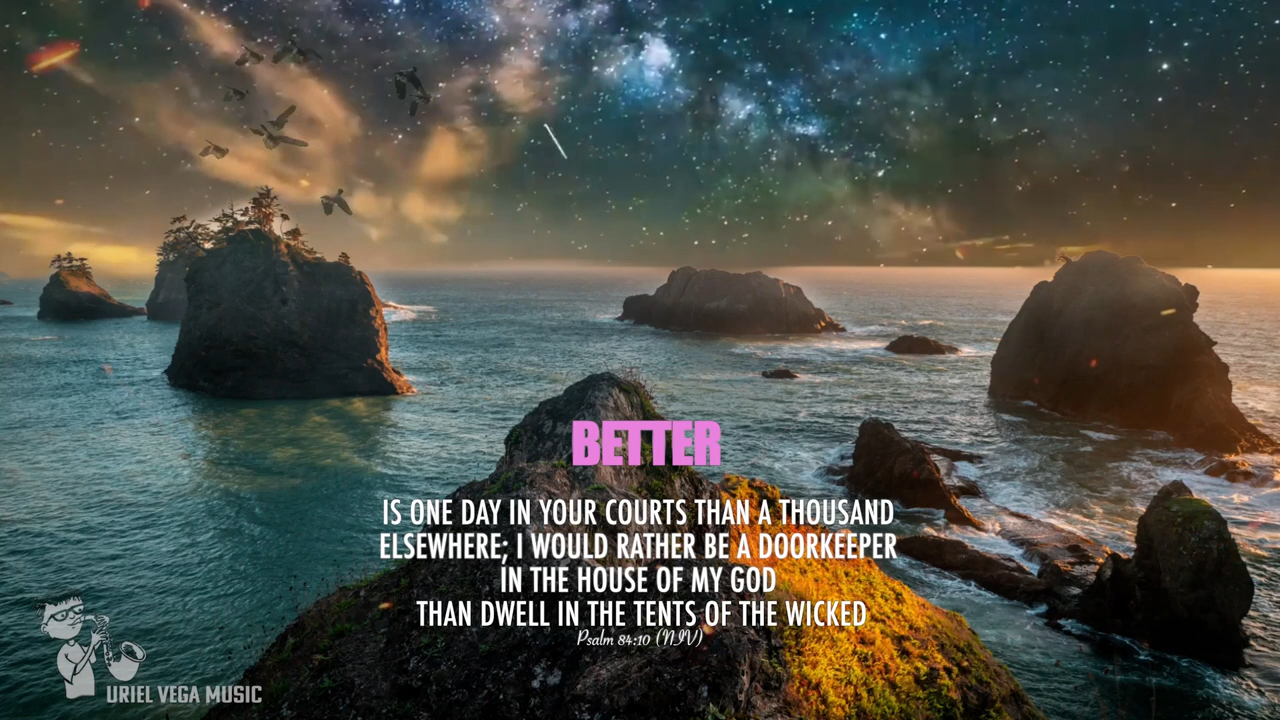 BETTER
IS ONE DAY IN YOUR COURTS THAN A THOUSAND
ELSEWHERE; I WOULD RATHER BE A DOORKEEPER
IN THE HOUSE OF MY GOD
THAN DWELL IN THE TENTS OF THE WICKED
Psalm 84:10 (NIV)
URIEL VEGA MUSIC